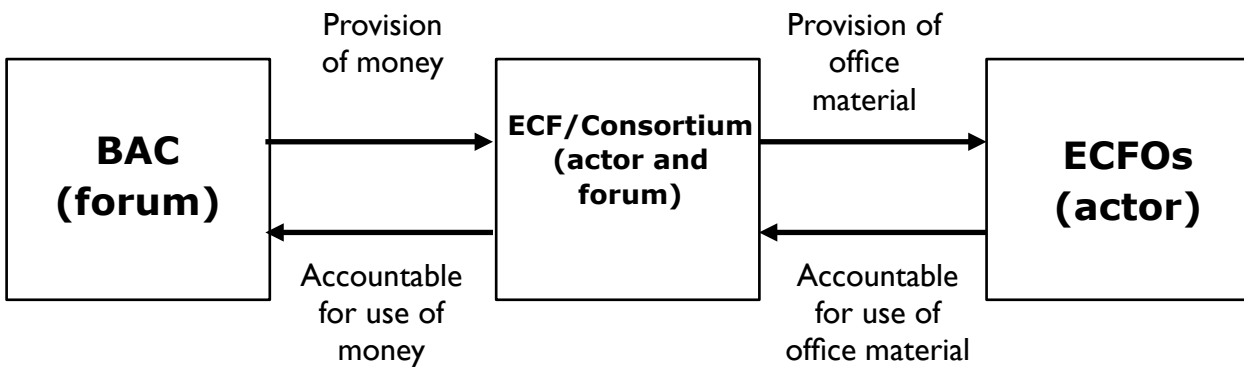 Provision
of money
Provision of
office
material
BAC
(forum)
ECF/Consortium
(actor and
forum)
ECFOs
(actor)
Accountable
for use of
money
Accountable
for use of
office material